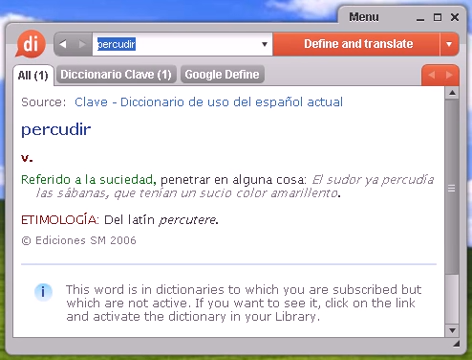 Menu
di percudir Define and translate
All (1) Diccionario Clave (1) Google Define
Source: Clave - Diccionario de uso del español actual
percudir
v.
Referido a la suciedad, penetrar en alguna cosa: El sudor ya percudía
las sábanas, que tenían un sucio color amarillento.
ETIMOLOGÍA: Del latín percutere.
© Ediciones SM 2006
i This word is in dictionaries to which you are subscribed but
which are not active. If you want to see it, click on the link
and activate the dictionary in your Library.